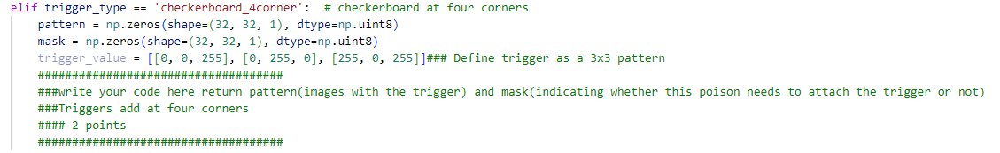 elif trigger_type == 'checkerboard_4corner':  # checkerboard at four corners
    pattern = np.zeros(shape=(32, 32, 1), dtype=np.uint8)
    mask = np.zeros(shape=(32, 32, 1), dtype=np.uint8)
    trigger_value = [[0, 0, 255], [0, 255, 0], [255, 0, 255]]### Define trigger as a 3x3 pattern
    ####################################
    ###write your code here return pattern(images with the trigger) and mask(indicating whether this poison needs to attach the trigger or not)
    ###Triggers add at four corners
    #### 2 points
    ####################################